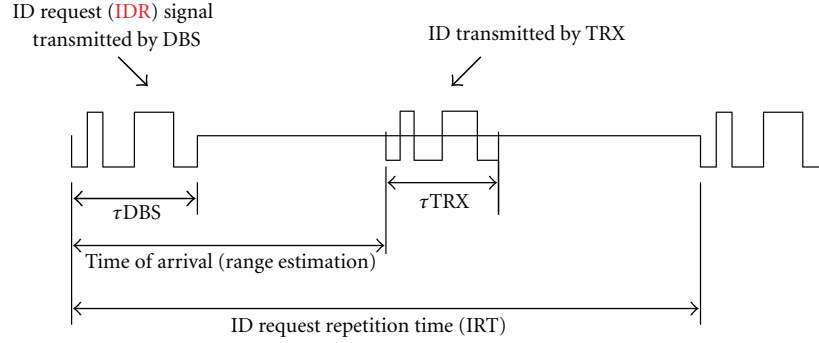 ID request (IDR) signal
transmitted by DBS
ID transmitted by TRX
τDBS
τTRX
Time of arrival (range estimation)
ID request repetition time (IRT)